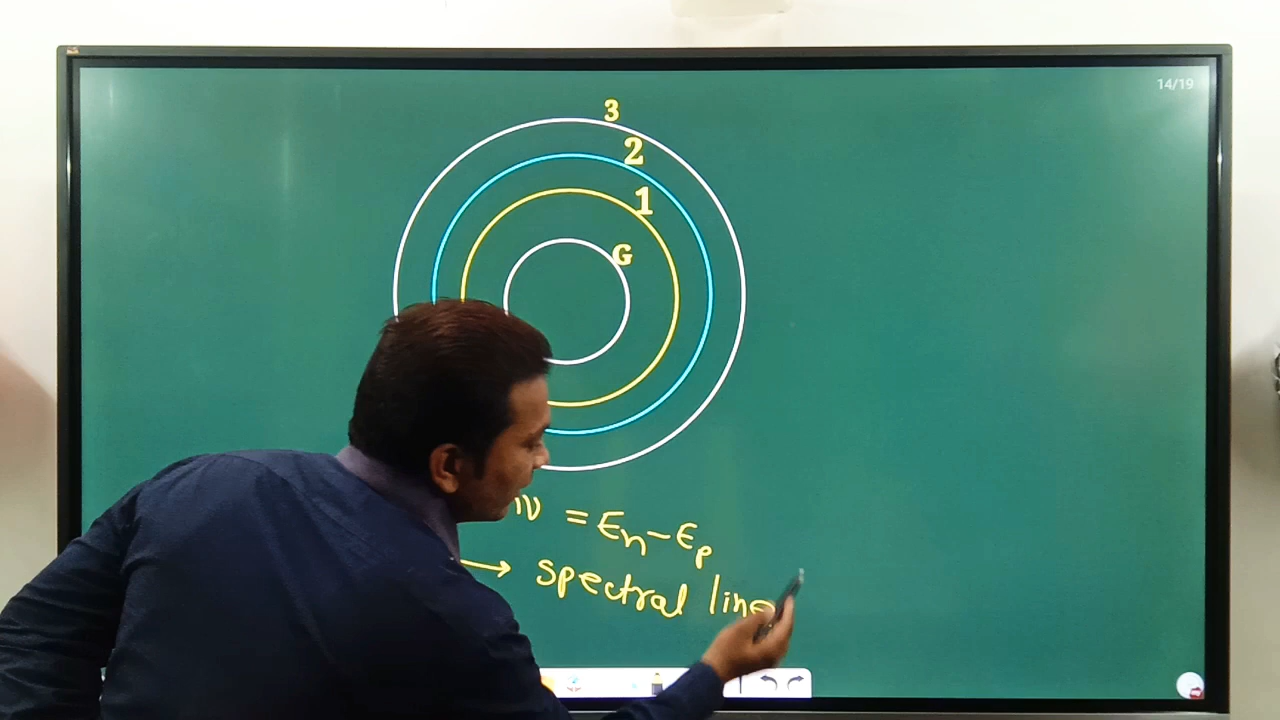 14/19
3
2
1
G
ν = En - Ep
→ spectral line